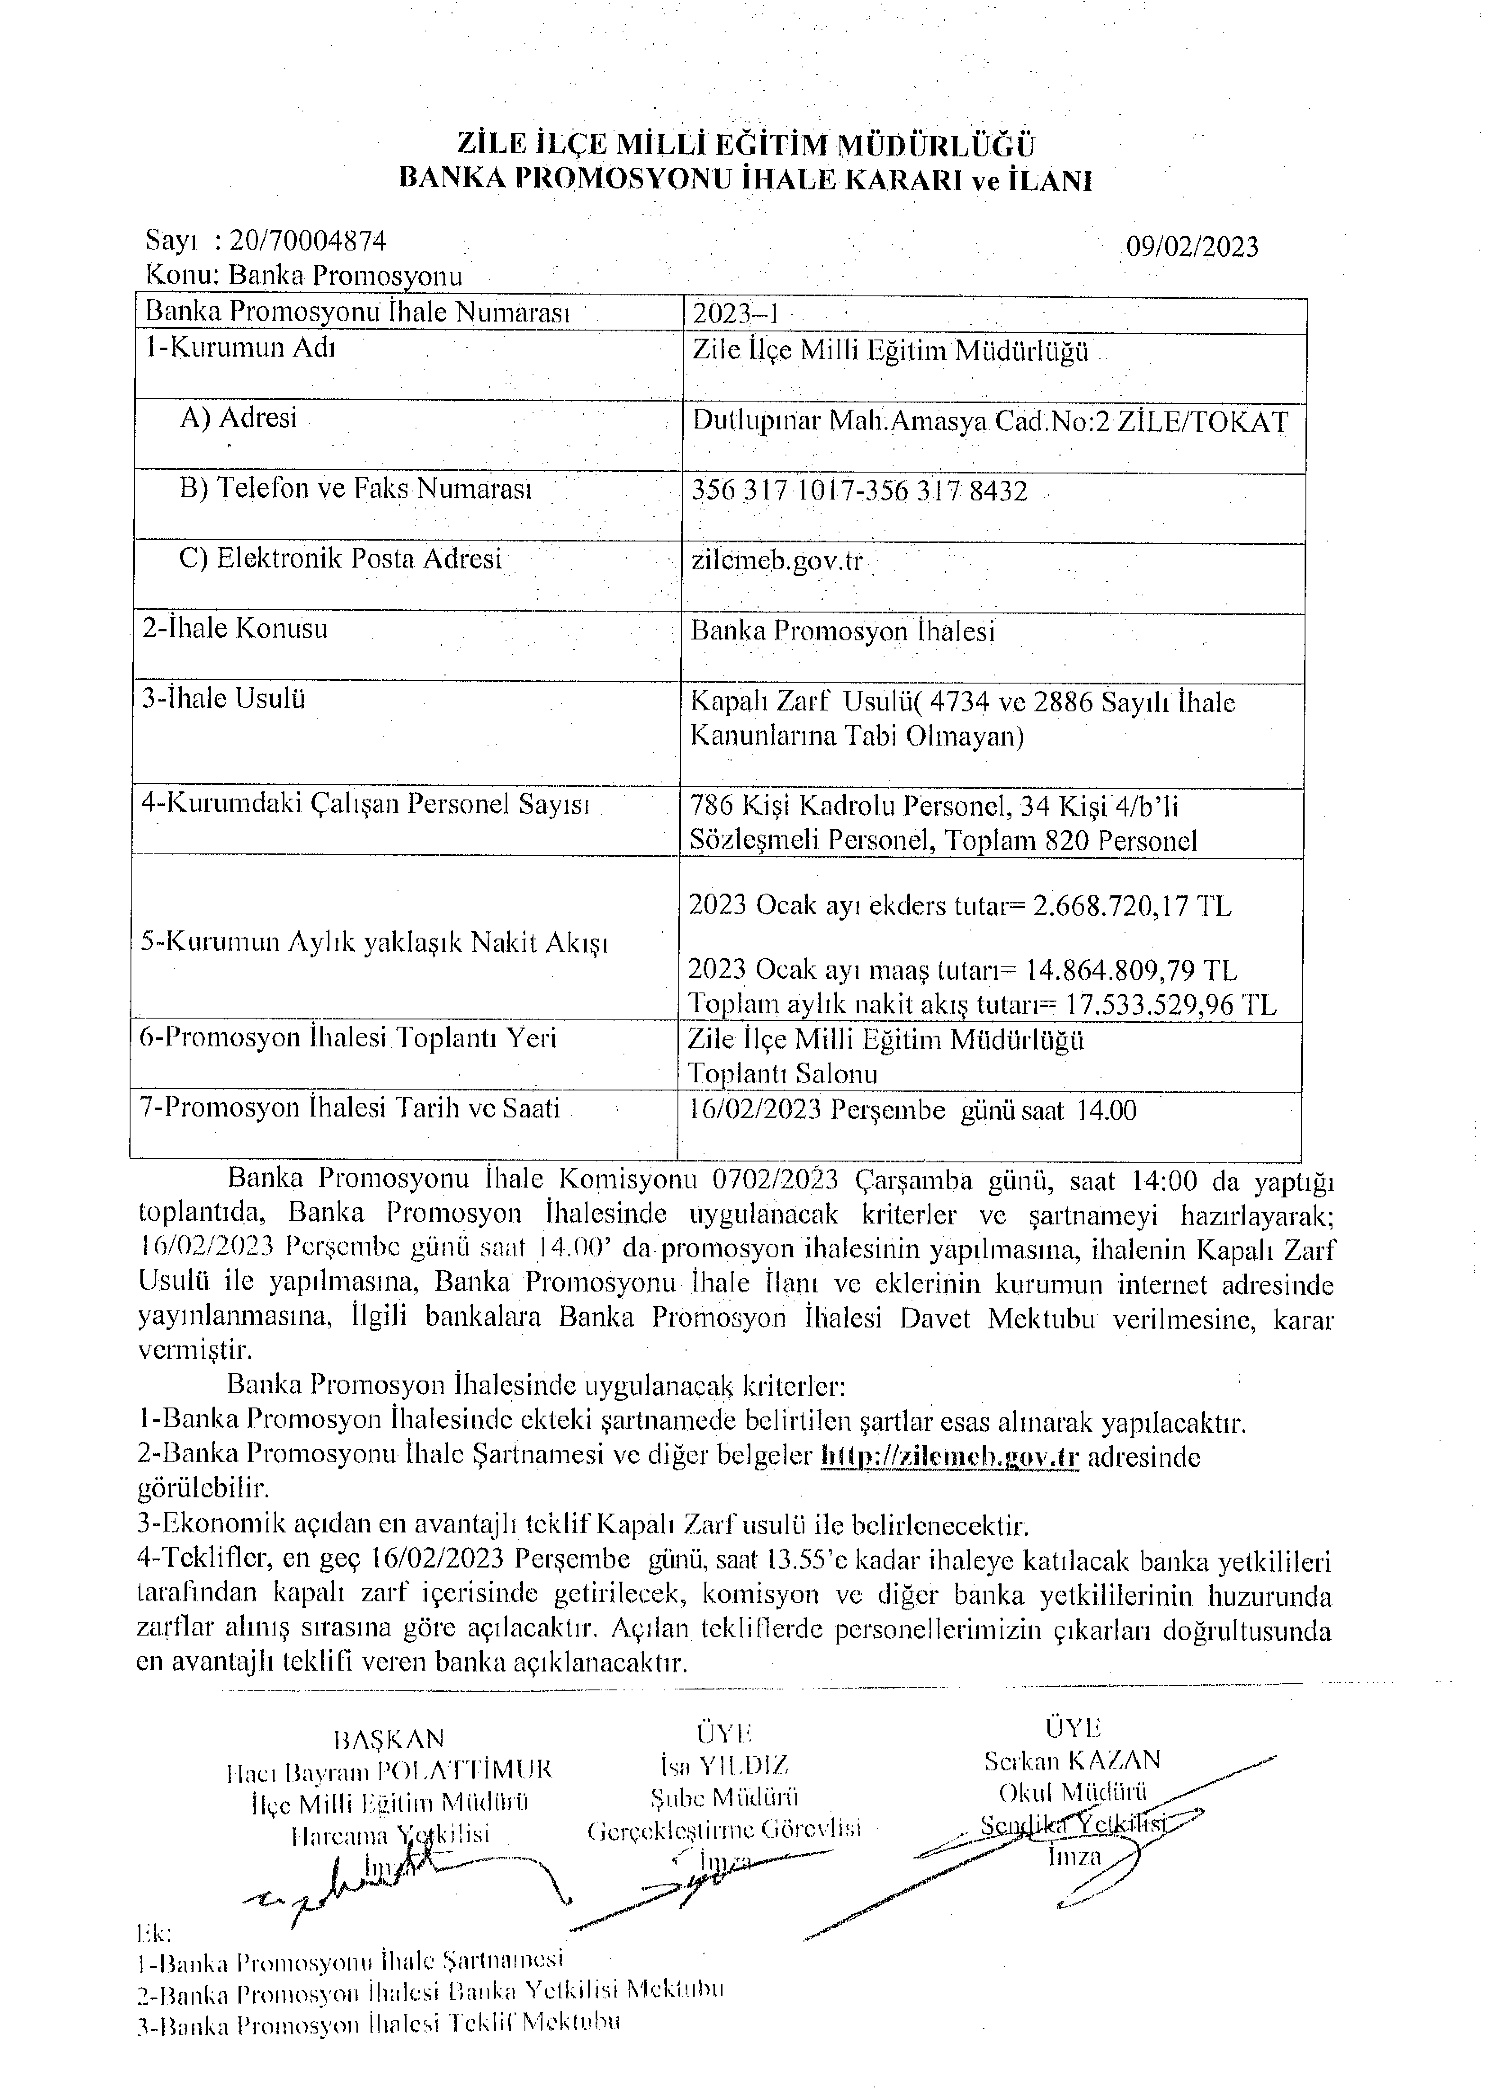 ZİLE İLÇE MİLLİ EĞİTİM MÜDÜRLÜĞÜ
BANKA PROMOSYONU İHALE KARARI ve İLANI
Sayı : 20/70004874
09/02/2023
Konu: Banka Promosyonu
Banka Promosyonu İhale Numarası 2023–1
1-Kurumun Adı Zile İlçe Milli Eğitim Müdürlüğü
A) Adresi Dutlupınar Mah.Amasya Cad.No:2 ZİLE/TOKAT
B) Telefon ve Faks Numarası 356 317 1017-356 317 8432
C) Elektronik Posta Adresi zilemeb.gov.tr
2-İhale Konusu Banka Promosyon İhalesi
3-İhale Usulü Kapalı Zarf Usulü( 4734 ve 2886 Sayılı İhale
Kanunlarına Tabi Olmayan)
4-Kurumdaki Çalışan Personel Sayısı 786 Kişi Kadrolu Personel, 34 Kişi 4/b’li
Sözleşmeli Personel, Toplam 820 Personel
2023 Ocak ayı ekders tutar= 2.668.720,17 TL
5-Kurumun Aylık yaklaşık Nakit Akışı
2023 Ocak ayı maaş tutarı= 14.864.809,79 TL
Toplam aylık nakit akış tutarı= 17.533.529,96 TL
6-Promosyon İhalesi Toplantı Yeri Zile İlçe Milli Eğitim Müdürlüğü
Toplantı Salonu
7-Promosyon İhalesi Tarih ve Saati 16/02/2023 Perşembe günü saat 14.00
Banka Promosyonu İhale Komisyonu 0702/2023 Çarşamba günü, saat 14:00 da yaptığı
toplantıda, Banka Promosyon İhalesinde uygulanacak kriterler ve şartnameyi hazırlayarak;
16/02/2023 Perşembe günü saat 14.00’ da promosyon ihalesinin yapılmasına, ihalenin Kapalı Zarf
Usulü ile yapılmasına, Banka Promosyonu İhale İlanı ve eklerinin kurumun internet adresinde
yayınlanmasına, İlgili bankalara Banka Promosyon İhalesi Davet Mektubu verilmesine, karar
vermiştir.
Banka Promosyon İhalesinde uygulanacak kriterler:
1-Banka Promosyon İhalesinde ekteki şartnamede belirtilen şartlar esas alınarak yapılacaktır.
2-Banka Promosyonu İhale Şartnamesi ve diğer belgeler http://zilemeb.gov.tr adresinde
görülebilir.
3-Ekonomik açıdan en avantajlı teklif Kapalı Zarf usulü ile belirlenecektir.
4-Teklifler, en geç 16/02/2023 Perşembe günü, saat 13.55’e kadar ihaleye katılacak banka yetkilileri
tarafından kapalı zarf içerisinde getirilecek, komisyon ve diğer banka yetkililerinin huzurunda
zarflar alınış sırasına göre açılacaktır. Açılan tekliflerde personellerimizin çıkarları doğrultusunda
en avantajlı teklifi veren banka açıklanacaktır.
BAŞKAN ÜYE ÜYE
Hacı Bayram POLATTİMUR İsa YILDIZ Serkan KAZAN
İlçe Milli Eğitim Müdürü Şube Müdürü Okul Müdürü
Harcama Yetkilisi Gerçekleştirme Görevlisi Sendika Yetkilisi
İmza İmza İmza
Ek:
1-Banka Promosyonu İhale Şartnamesi
2-Banka Promosyon İhalesi Banka Yetkilisi Mektubu
3-Banka Promosyon İhalesi Teklif Mektubu